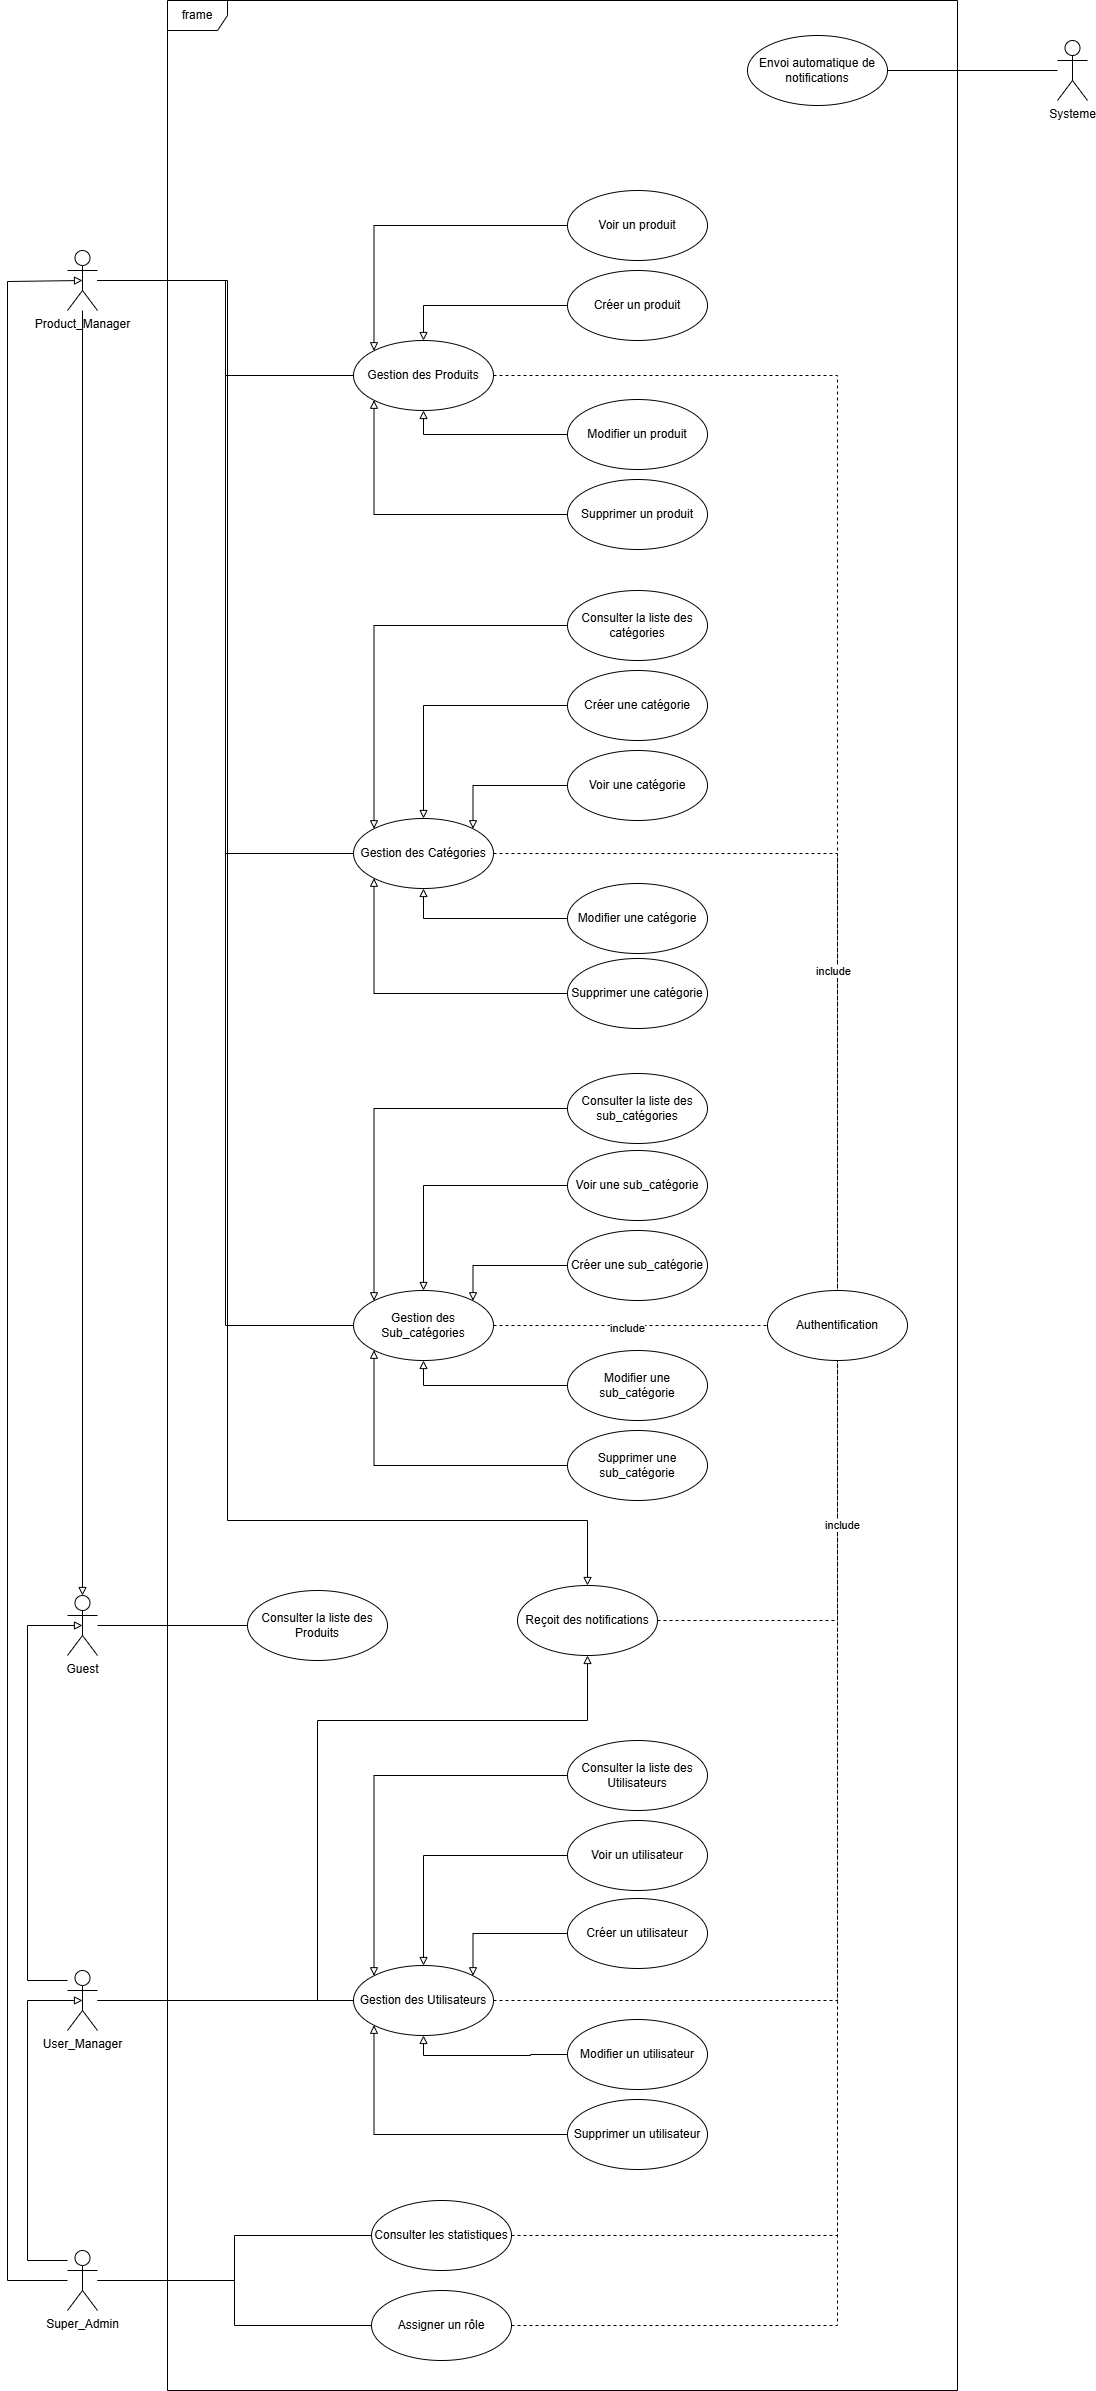 frame
Envoi automatique de
notifications
Systeme
Voir un produit
Créer un produit
Product_Manager
Gestion des Produits
Modifier un produit
Supprimer un produit
Consulter la liste des
catégories
Créer une catégorie
Voir une catégorie
Gestion des Catégories
Modifier une catégorie
include
Supprimer une catégorie
Consulter la liste des
sub_catégories
Voir une sub_catégorie
Créer une sub_catégorie
Gestion des
Sub_catégories
include
Authentification
Modifier une
sub_catégorie
Supprimer une
sub_catégorie
include
Consulter la liste des
Produits
Reçoit des notifications
Guest
Consulter la liste des
Utilisateurs
Voir un utilisateur
Créer un utilisateur
Gestion des Utilisateurs
User_Manager
Modifier un utilisateur
Supprimer un utilisateur
Consulter les statistiques
Super_Admin
Assigner un rôle